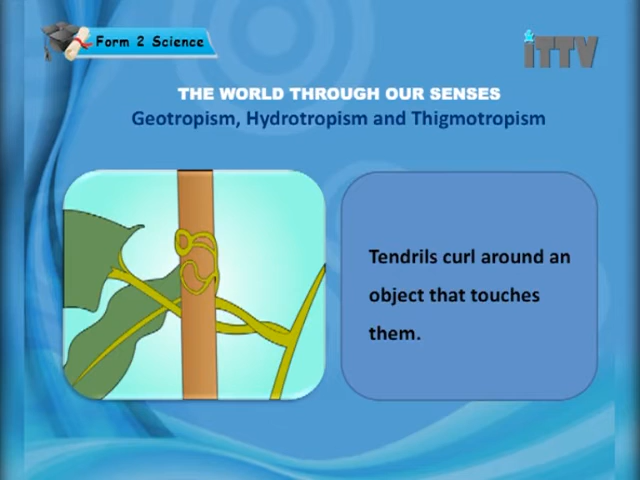 Form 2 Science
iTTV
THE WORLD THROUGH OUR SENSES
Geotropism, Hydrotropism and Thigmotropism
Tendrils curl around an
object that touches
them.